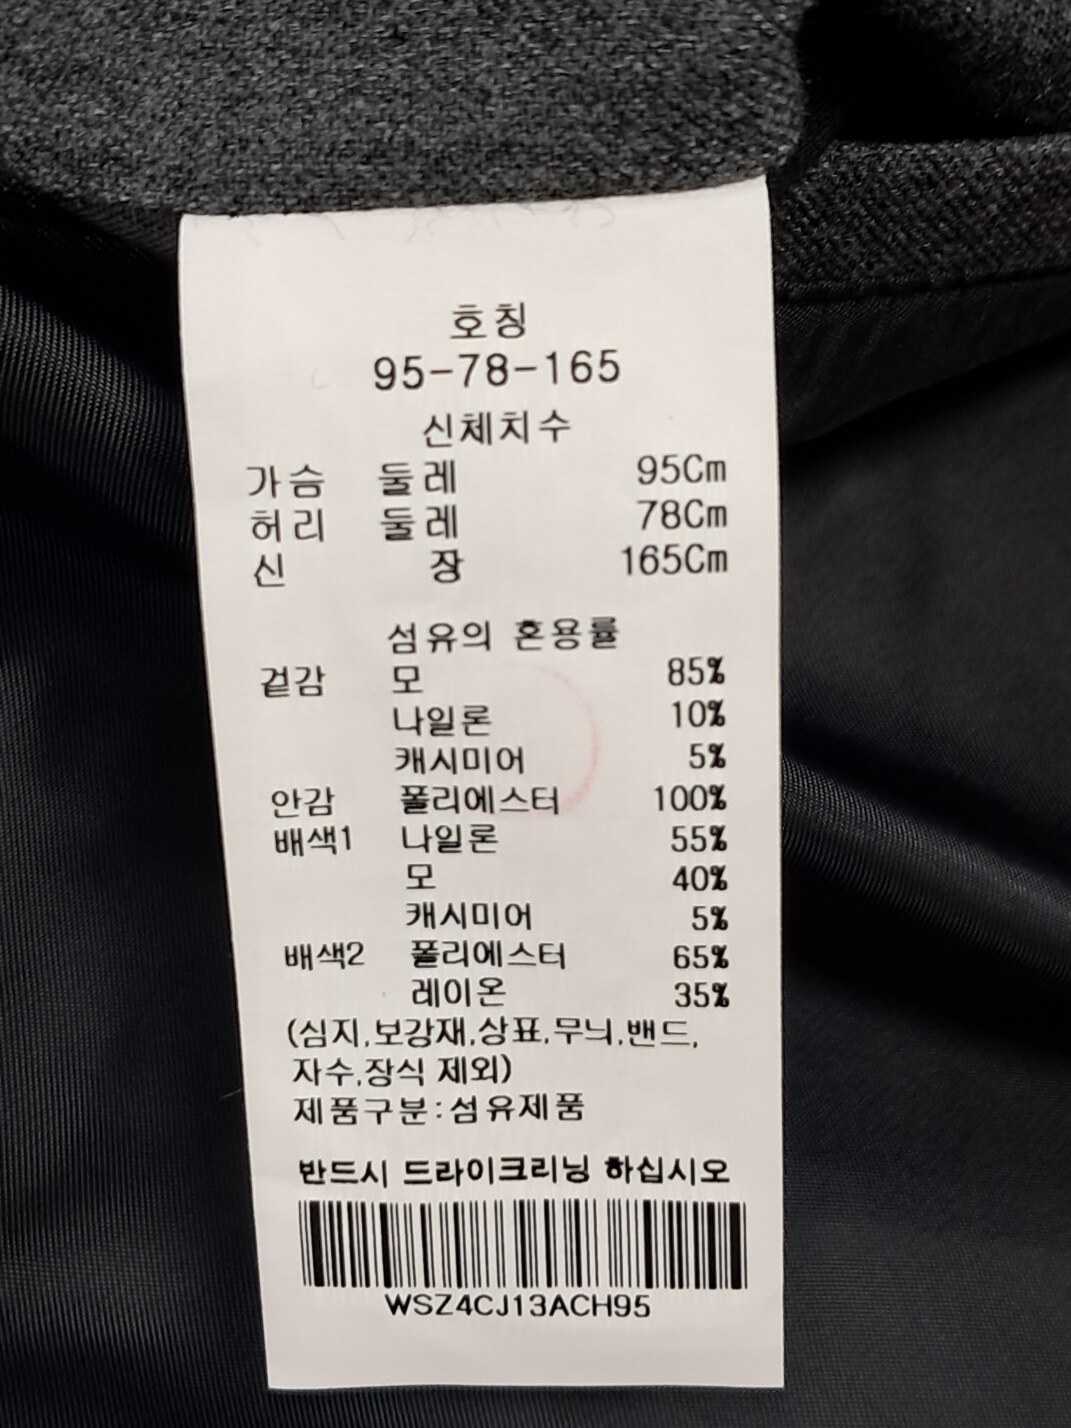 호칭
95-78-165
신체치수
가슴 둘레 95Cm
허리 둘레 78Cm
신 장 165Cm
섬유의 혼용률
겉감 모 85%
나일론 10%
캐시미어 5%
안감 폴리에스터 100%
배색1 나일론 55%
모 40%
캐시미어 5%
배색2 폴리에스터 65%
레이온 35%
(심지,보강재,상표,무늬,밴드,
자수,장식 제외)
제품구분:섬유제품
반드시 드라이크리닝 하십시오
WSZ4CJ13ACH95